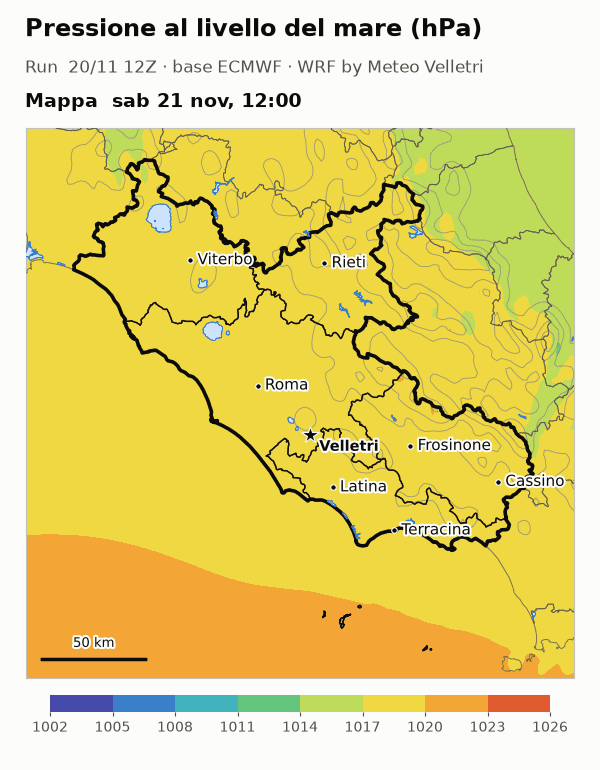 Pressione al livello del mare (hPa)
Run  20/11 12Z · base ECMWF · WRF by Meteo Velletri
Mappa  sab 21 nov, 12:00
Viterbo
Rieti
Roma
Velletri
Frosinone
Cassino
Latina
Terracina
50 km
1002 1005 1008 1011 1014 1017 1020 1023 1026